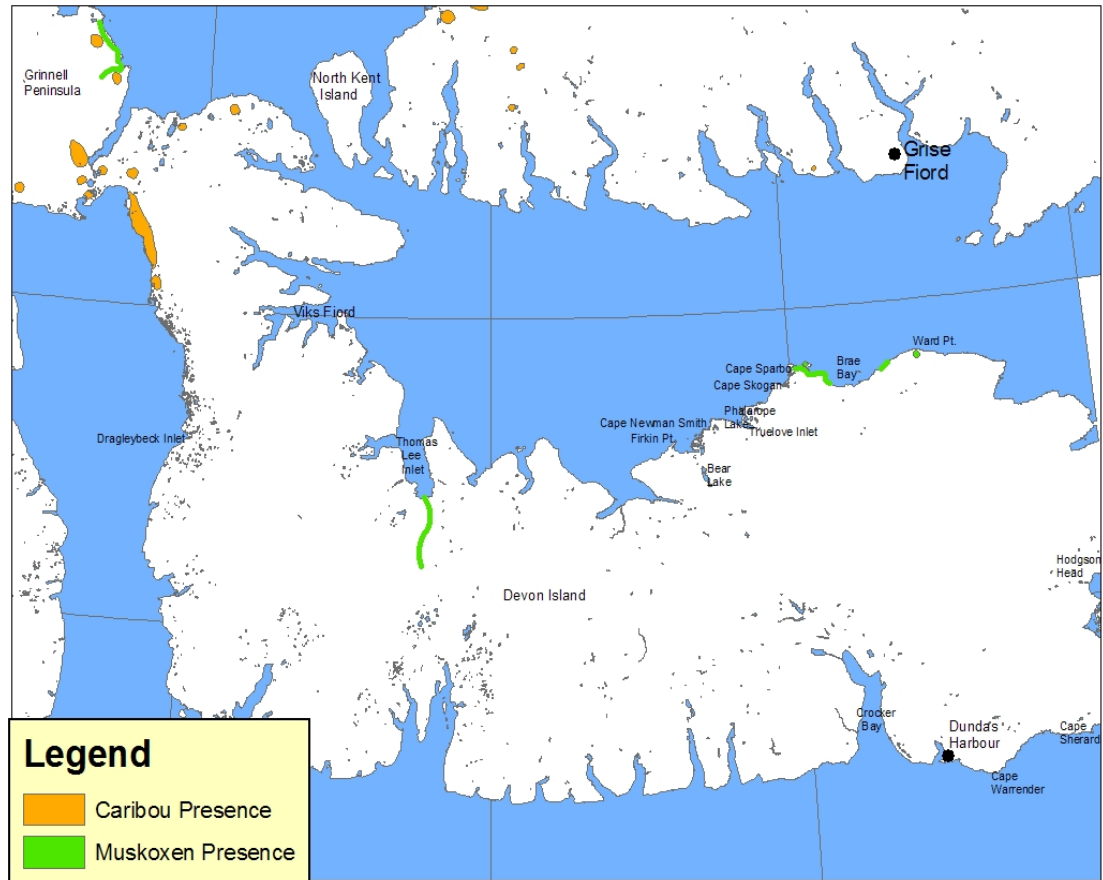 Grinnell
Peninsula
North Kent
Island
Grise
Fiord
Viks Fiord
Ward Pt.
Brae
Bay
Cape Sparbo
Cape Skogan
Phalarope
Lake
Truelove Inlet
Cape Newman Smith
Firkin Pt.
Bear
Lake
Dragleybeck Inlet
Thomas
Lee
Inlet
Hodgson
Head
Devon Island
Crocker
Bay
Dundas
Harbour
Cape
Sherard
Cape
Warrender
Legend
Caribou Presence
Muskoxen Presence